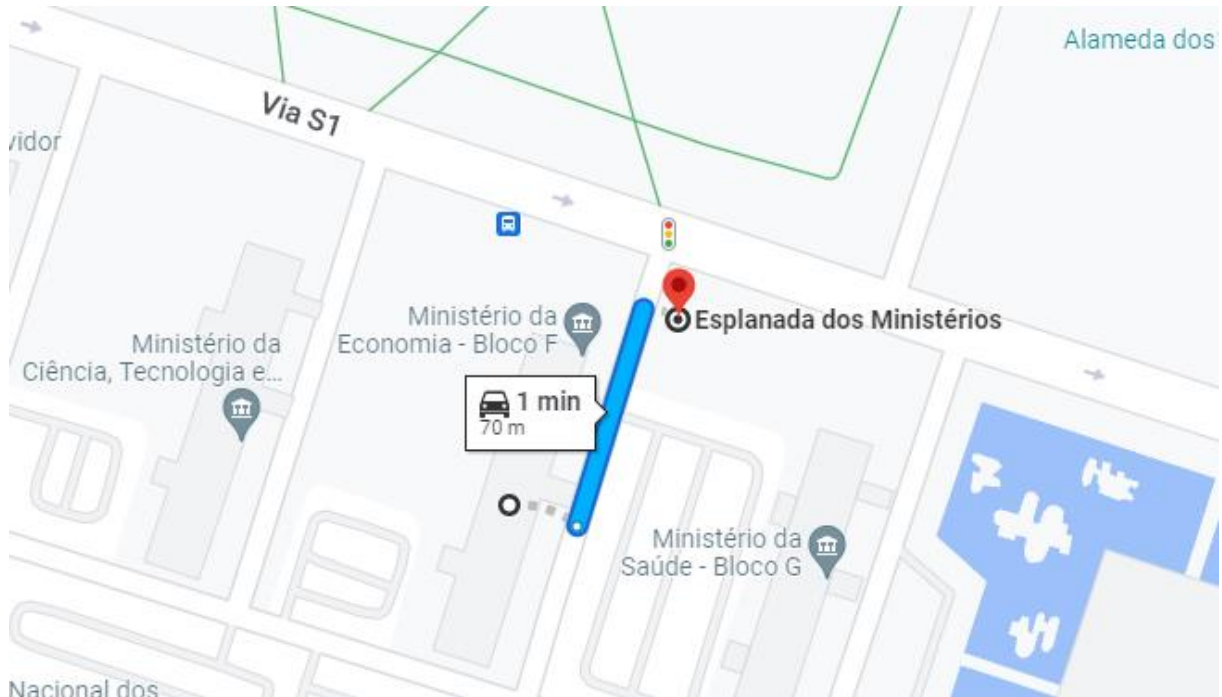 Alameda dos
Via S1
vidor
Ministério da
Economia - Bloco F
Esplanada dos Ministérios
Ministério da
Ciência, Tecnologia e...
1 min
70 m
Ministério da
Saúde - Bloco G
Nacional dos